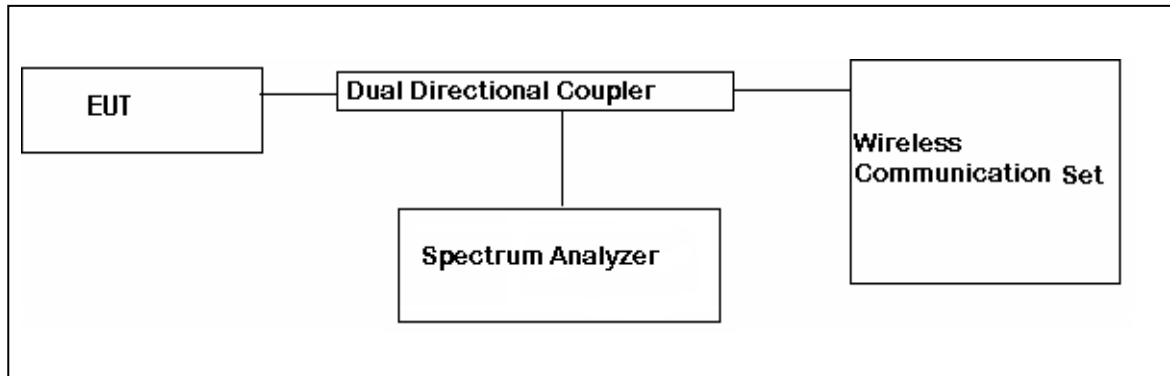 EUT
Dual Directional Coupler
Wireless
Communication Set
Spectrum Analyzer